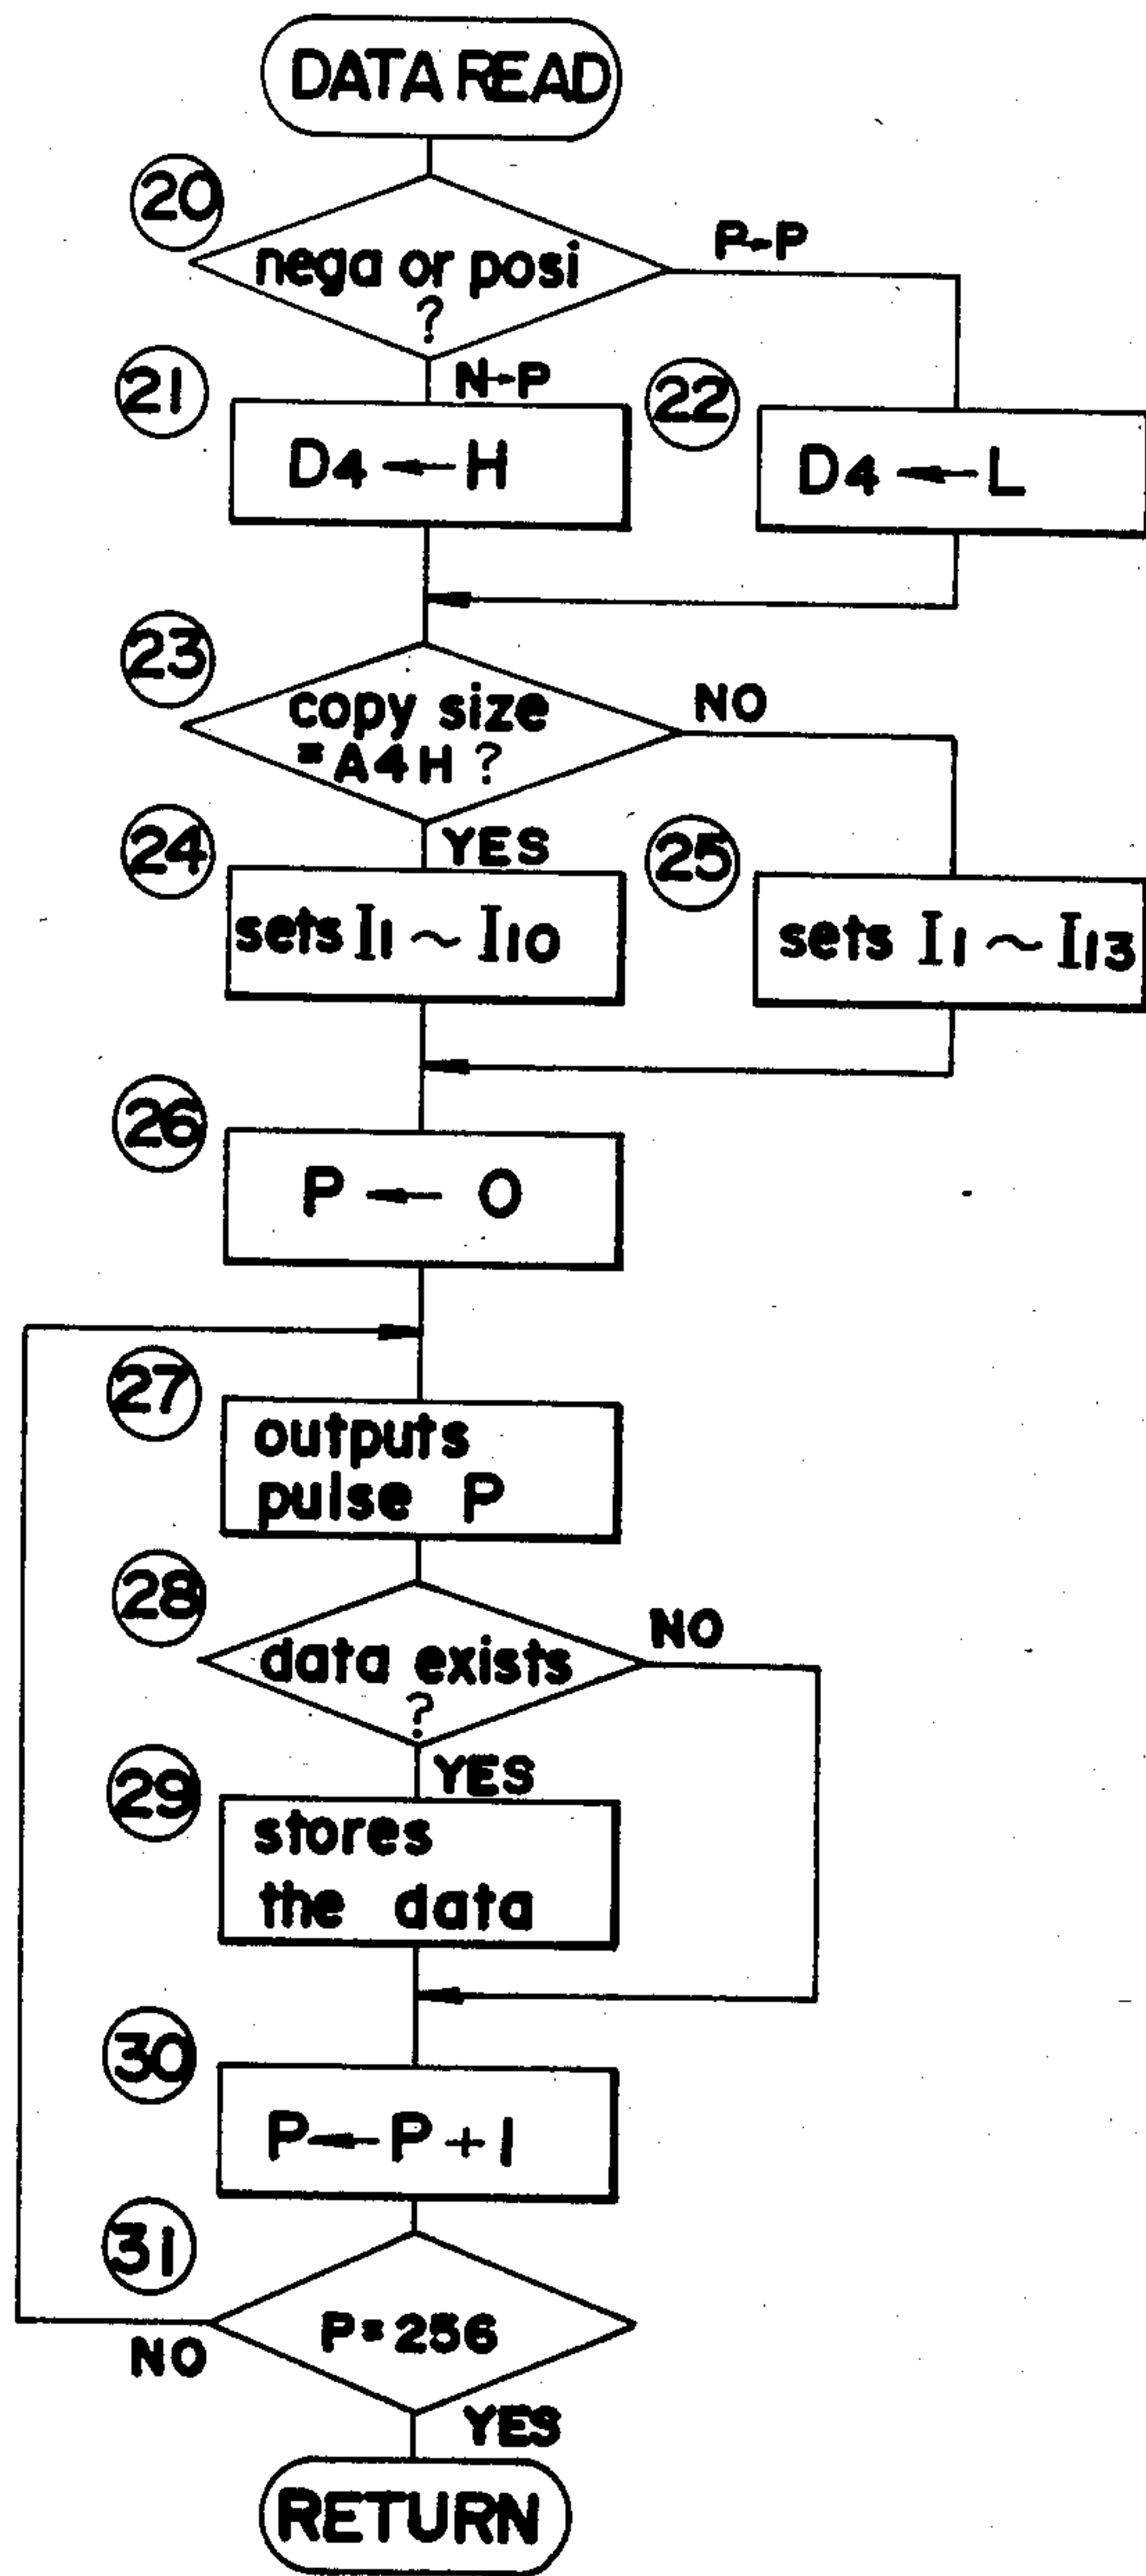 DATA READ
20
nega or posi
?
P-P
N-P
21
D4 ← H
22
D4 ← L
23
copy size
=A4H ?
NO
YES
24
sets I1 ~ I10
25
sets I1 ~ I13
26
P ← 0
27
outputs
pulse P
28
data exists
?
NO
YES
29
stores
the data
30
P ← P + 1
31
P=256
NO
YES
RETURN